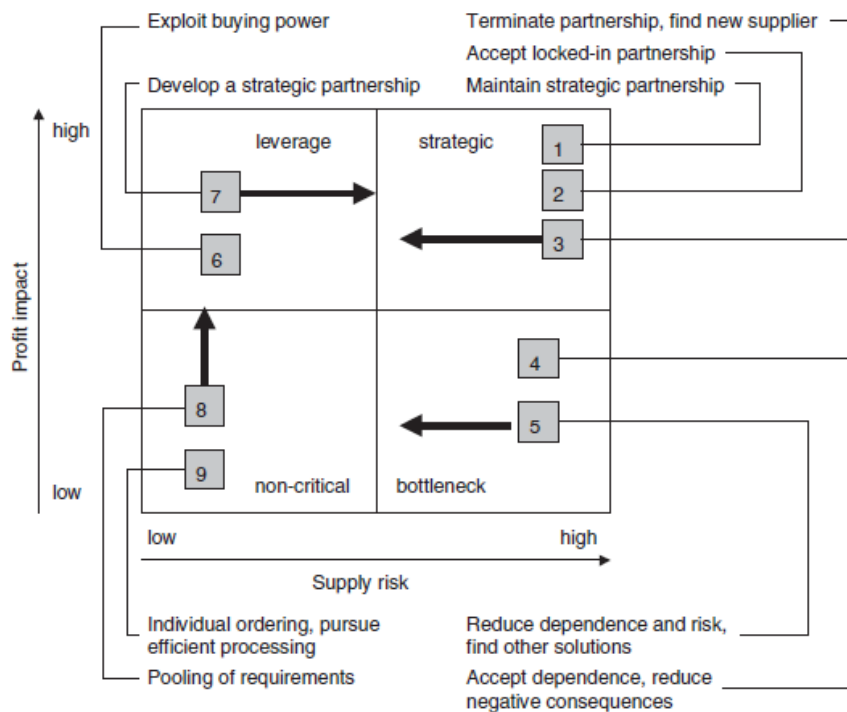 Exploit buying power
Terminate partnership, find new supplier
Accept locked-in partnership
Develop a strategic partnership
Maintain strategic partnership
high
leverage
strategic
1
7
2
3
6
Profit impact
4
8
5
9
low
non-critical
bottleneck
low
high
Supply risk
Individual ordering, pursue
efficient processing
Pooling of requirements
Reduce dependence and risk,
find other solutions
Accept dependence, reduce
negative consequences